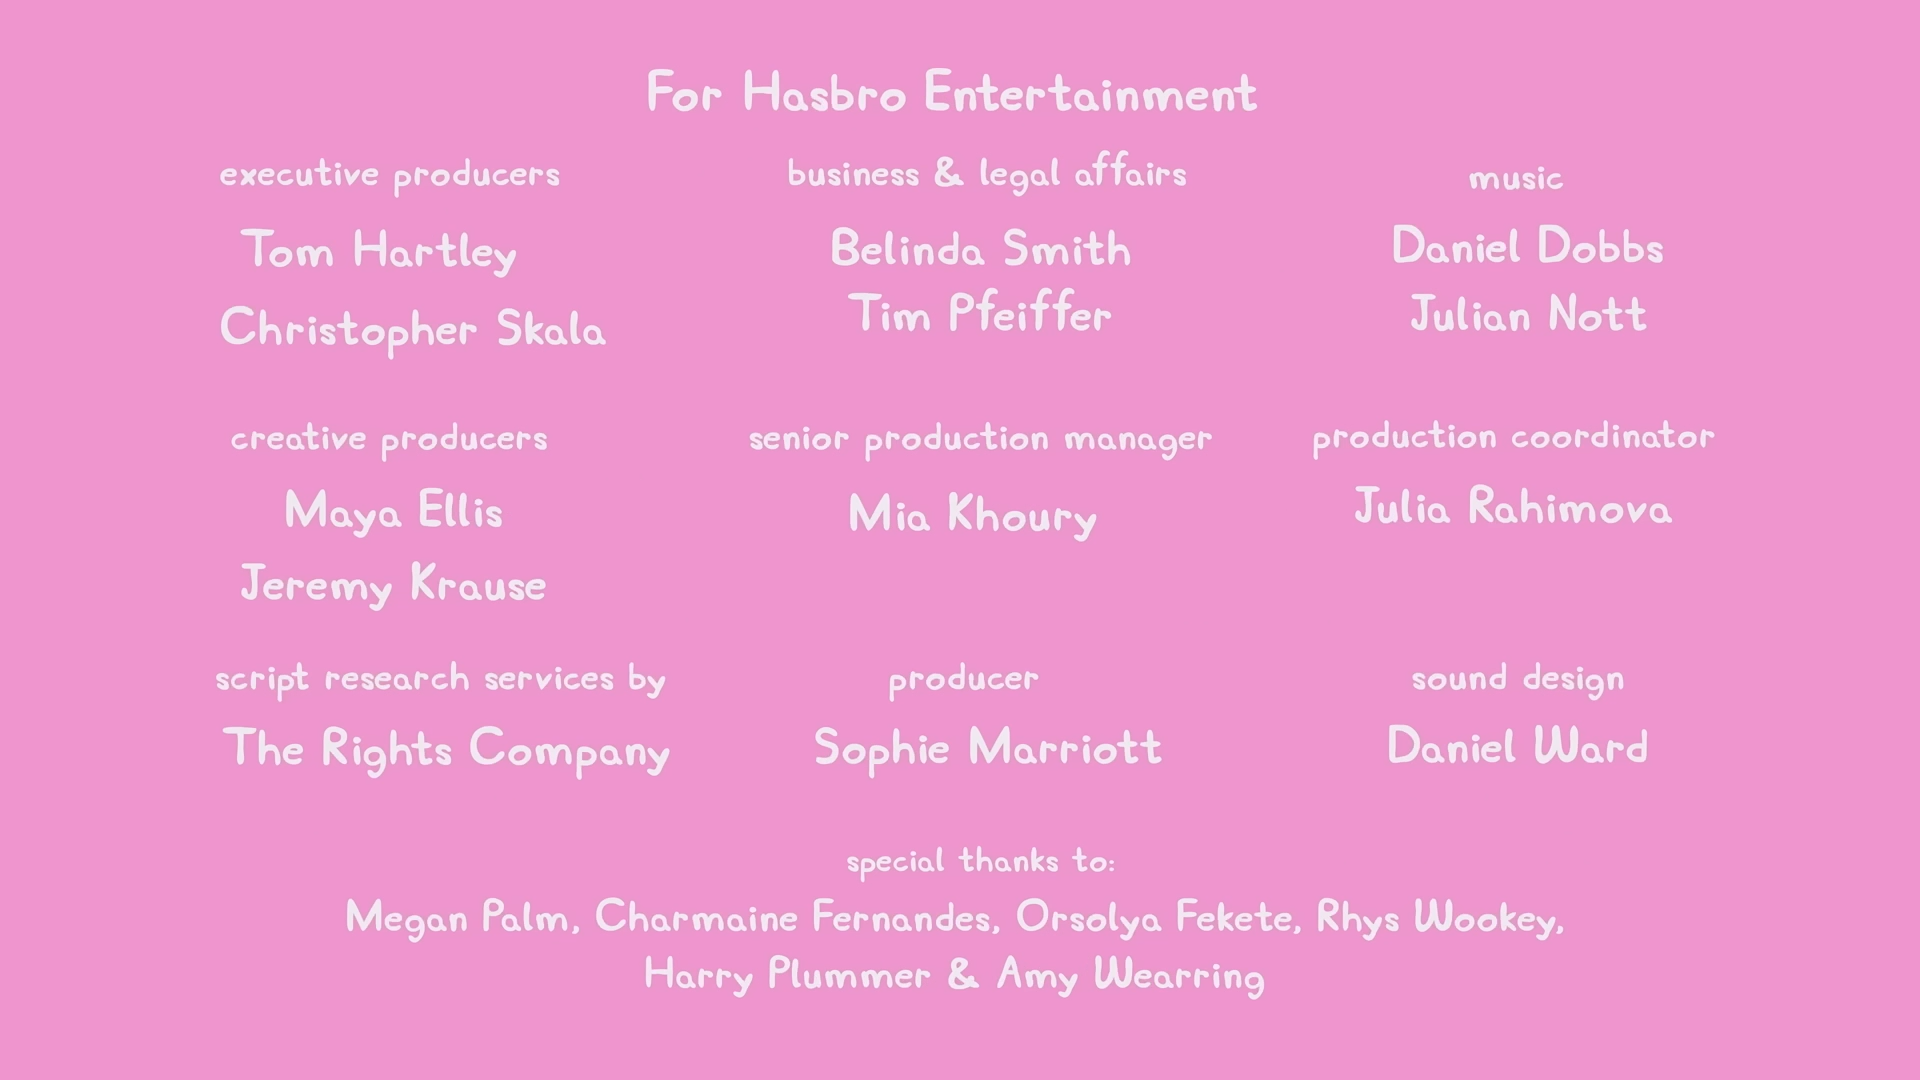 For Hasbro Entertainment
executive producers
Tom Hartley
Christopher Skala
business & legal affairs
Belinda Smith
Tim Pfeiffer
music
Daniel Dobbs
Julian Nott
creative producers
Maya Ellis
Jeremy Krause
senior production manager
Mia Khoury
production coordinator
Julia Rahimova
script research services by
The Rights Company
producer
Sophie Marriott
sound design
Daniel Ward
special thanks to:
Megan Palm, Charmaine Fernandes, Orsolya Fekete, Rhys Wookey,
Harry Plummer & Amy Wearring